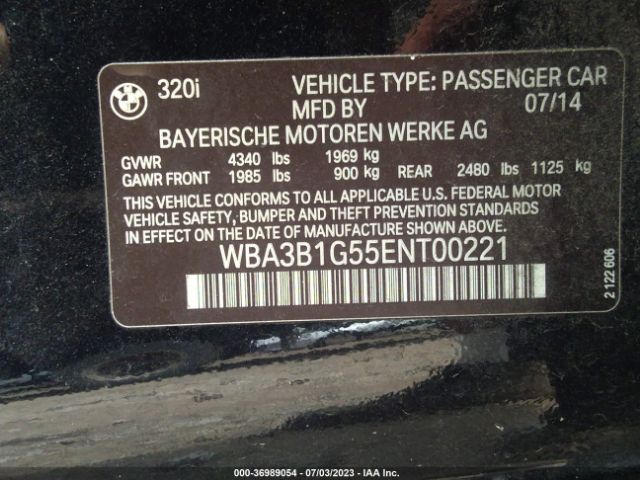 BMW
320i VEHICLE TYPE: PASSENGER CAR
MFD BY 07/14
BAYERISCHE MOTOREN WERKE AG
GVWR 4340 lbs 1969 kg
GAWR FRONT 1985 lbs 900 kg REAR 2480 lbs 1125 kg
THIS VEHICLE CONFORMS TO ALL APPLICABLE U.S. FEDERAL MOTOR
VEHICLE SAFETY, BUMPER AND THEFT PREVENTION STANDARDS IN
EFFECT ON THE DATE OF MANUFACTURE SHOWN ABOVE.
WBA3B1G55ENT00221
2 122 606
000-36989054 - 07/03/2023 - IAA Inc.